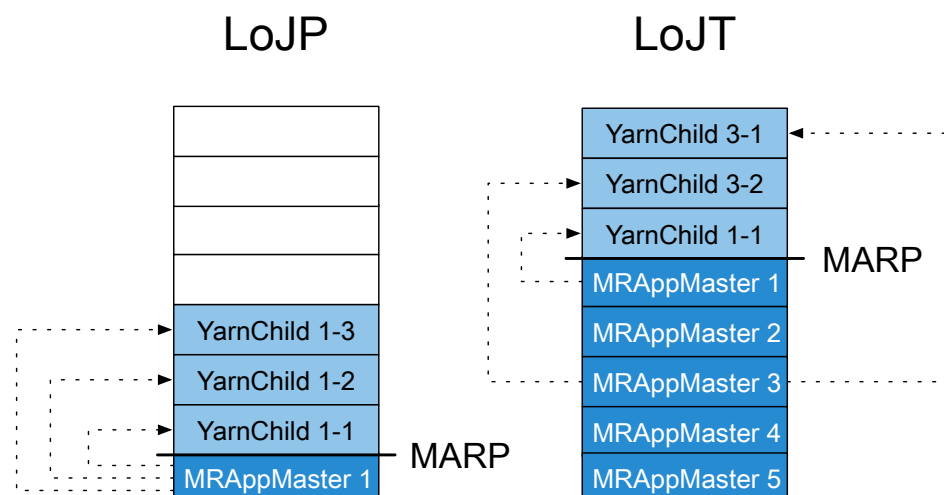 LoJP
LoJT
YarnChild 1-3
YarnChild 1-2
YarnChild 1-1
MARP
MRAppMaster 1
YarnChild 3-1
YarnChild 3-2
YarnChild 1-1
MARP
MRAppMaster 1
MRAppMaster 2
MRAppMaster 3
MRAppMaster 4
MRAppMaster 5